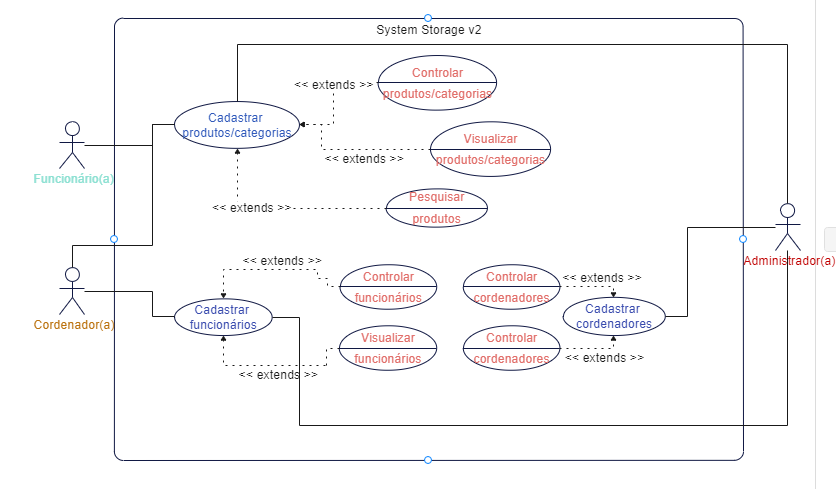 System Storage v2
Controlar
produtos/categorias
<< extends >>
Cadastrar
produtos/categorias
Visualizar
produtos/categorias
<< extends >>
Funcionário(a)
Pesquisar
produtos
<< extends >>
Administrador(a)
<< extends >>
Controlar
funcionários
Controlar
cordenadores
<< extends >>
Cordenador(a)
Cadastrar
funcionários
Cadastrar
cordenadores
Visualizar
funcionários
Controlar
cordenadores
<< extends >>
<< extends >>